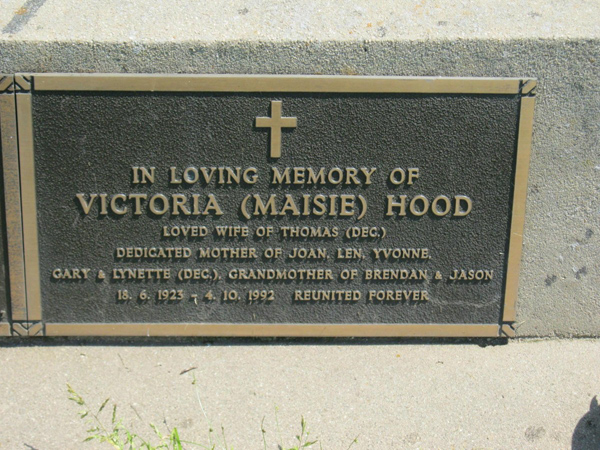 IN LOVING MEMORY OF
VICTORIA (MAISIE) HOOD
LOVED WIFE OF THOMAS (DEC.)
DEDICATED MOTHER OF JOAN, LEN, YVONNE,
GARY & LYNETTE (DEC.), GRANDMOTHER OF BRENDAN & JASON
18. 6. 1923 - 4. 10. 1992 REUNITED FOREVER